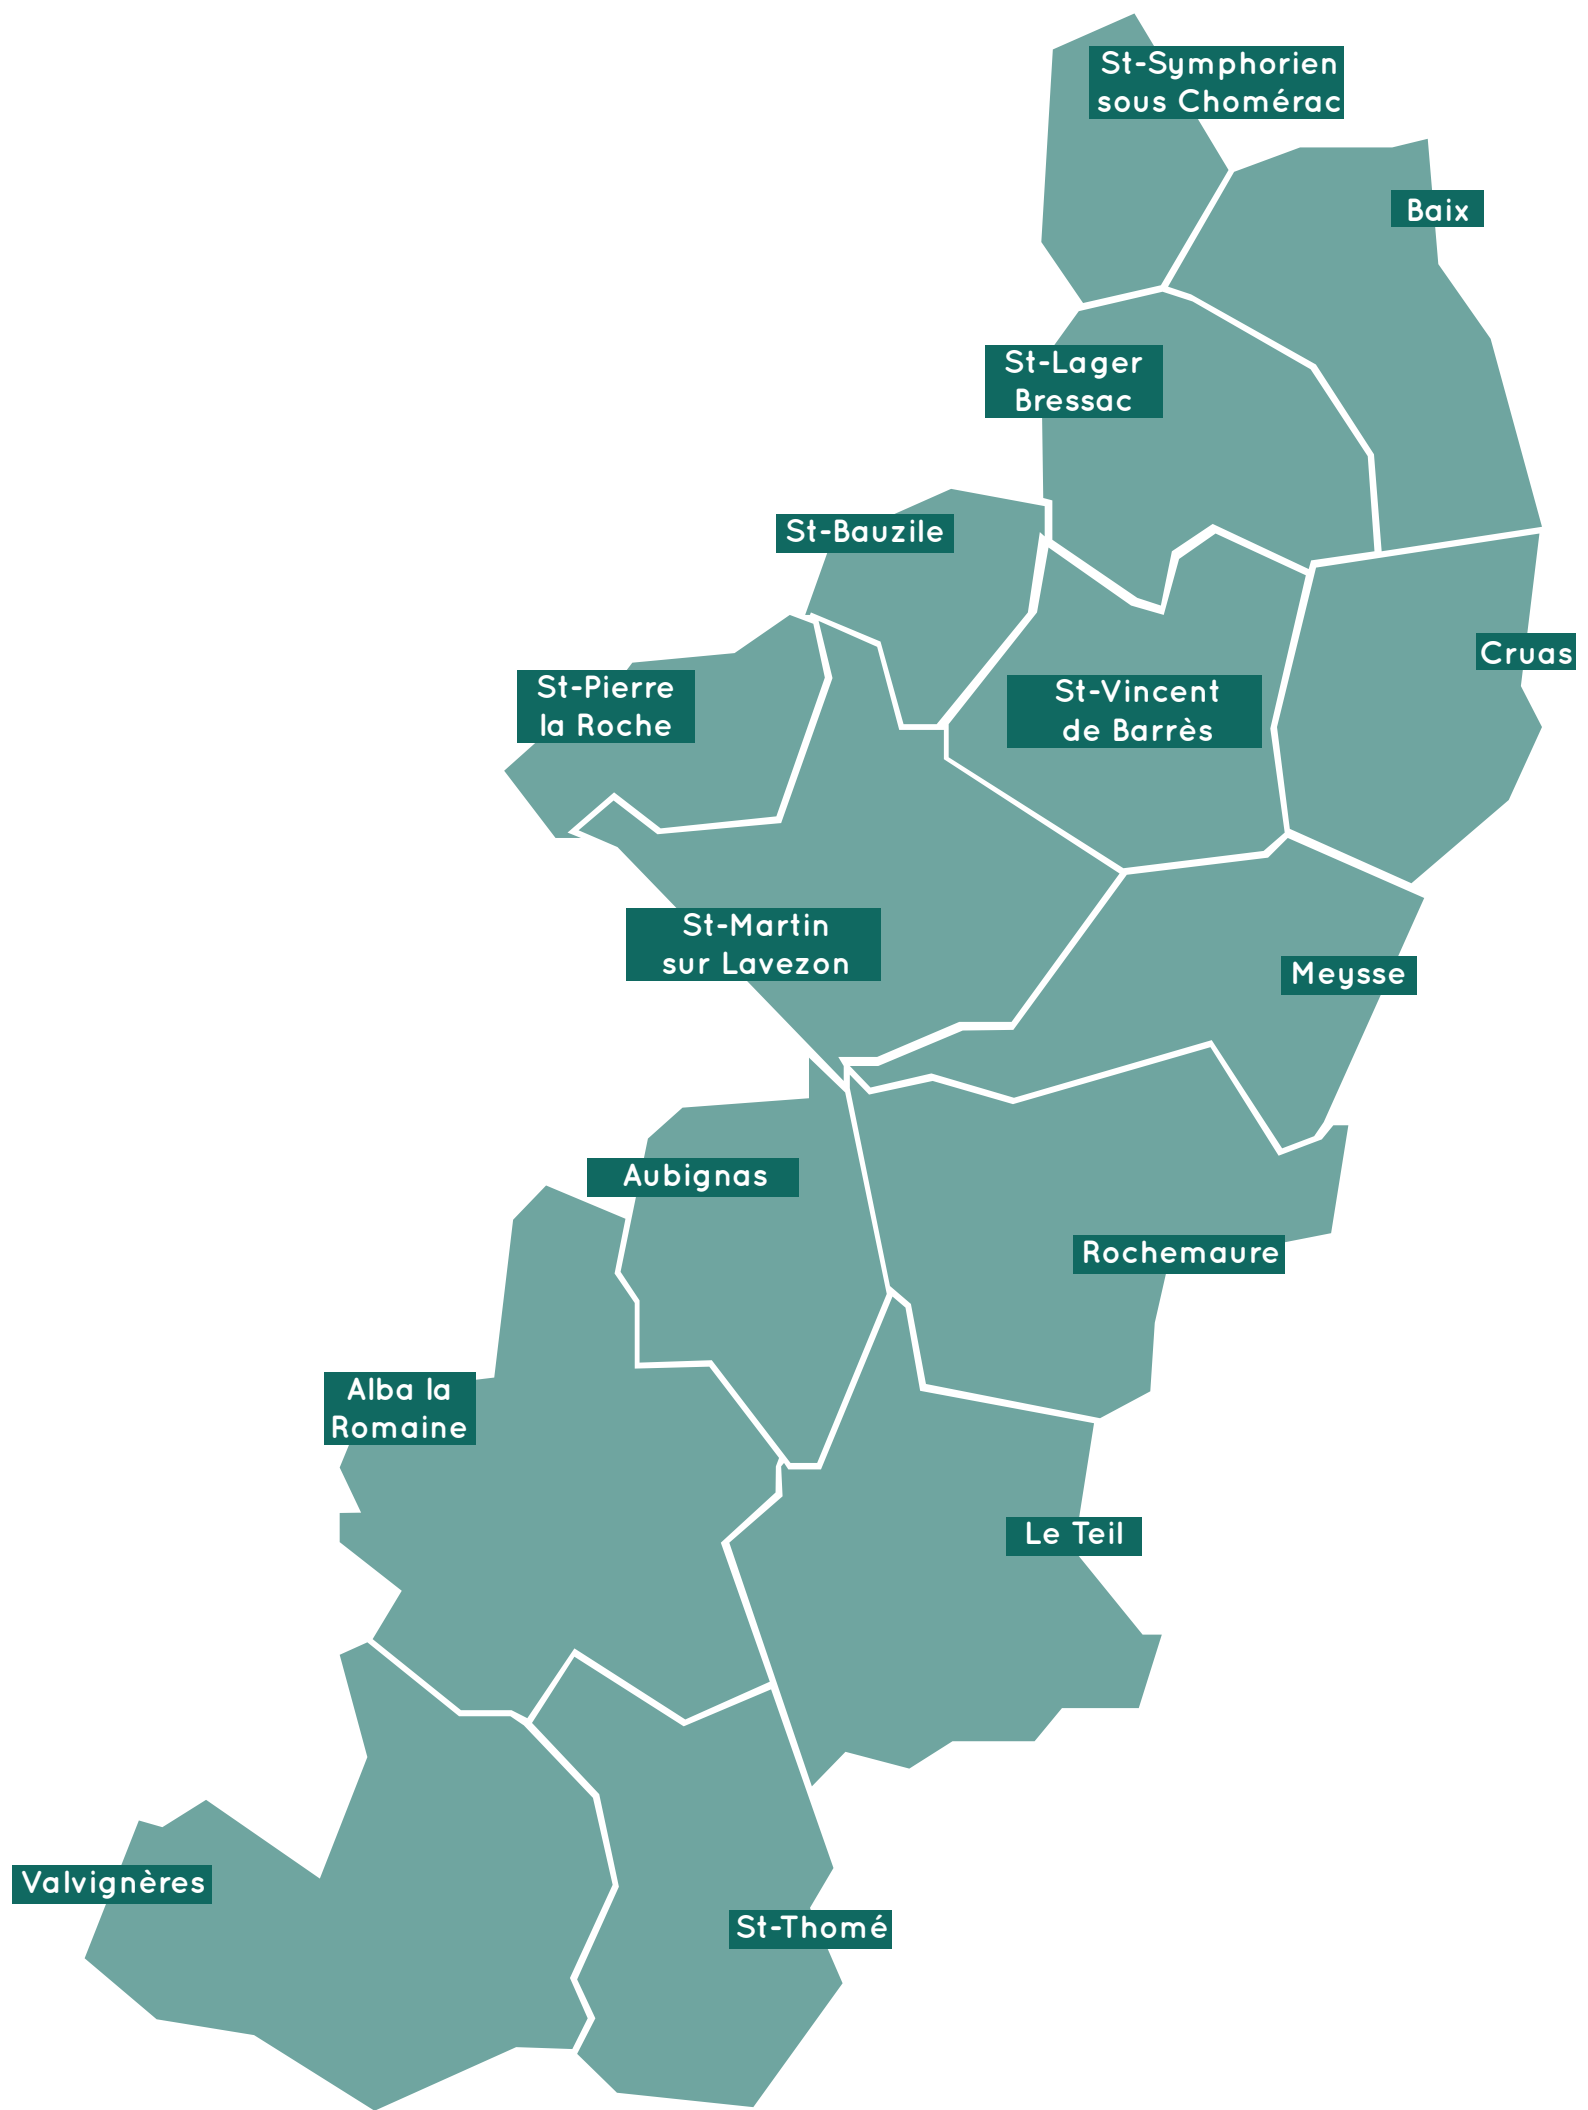 St-Symphorien
sous Chomérac
Baix
St-Lager
Bressac
St-Bauzile
Cruas
St-Pierre
la Roche
St-Vincent
de Barrès
St-Martin
sur Lavezon
Meysse
Aubignas
Rochemaure
Alba la
Romaine
Le Teil
Valvignères
St-Thomé